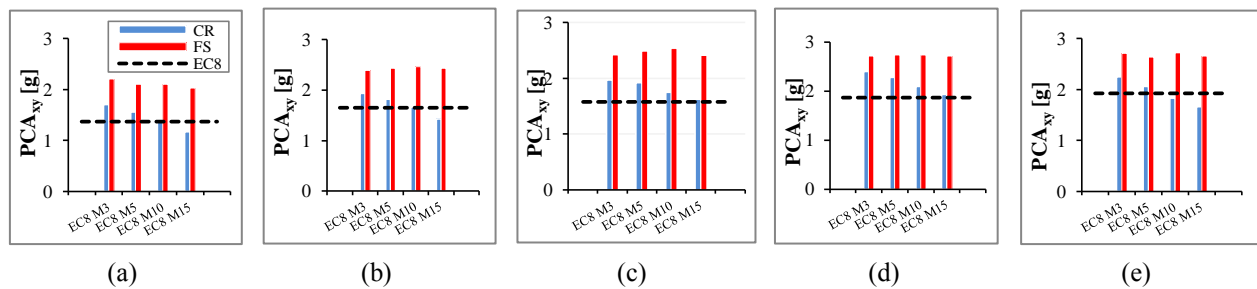 3
2
1
0
PCAxy [g]
CR
FS
EC8
EC8 M3
EC8 M5
EC8 M10
EC8 M15
(a)
3
2
1
0
PCAxy [g]
EC8 M3
EC8 M5
EC8 M10
EC8 M15
(b)
3
2
1
0
PCAxy [g]
EC8 M3
EC8 M5
EC8 M10
EC8 M15
(c)
3
2
1
0
PCAxy [g]
EC8 M3
EC8 M5
EC8 M10
EC8 M15
(d)
3
2
1
0
PCAxy [g]
EC8 M3
EC8 M5
EC8 M10
EC8 M15
(e)